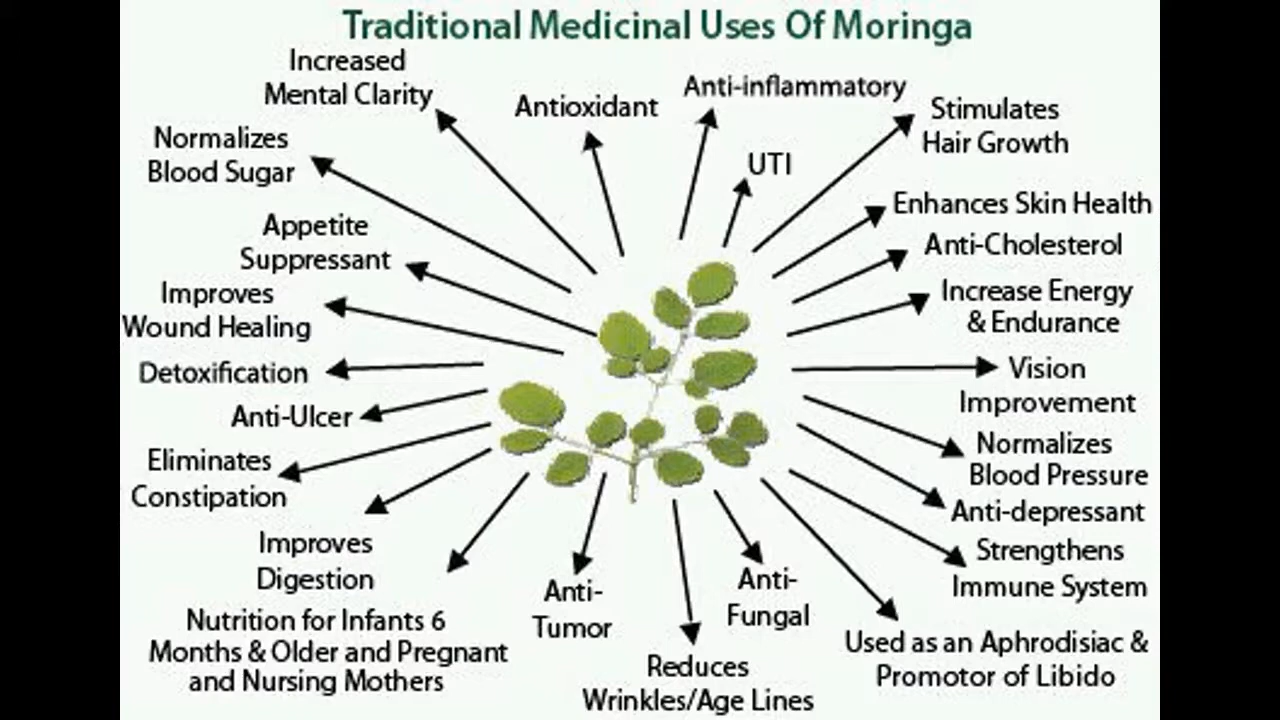 Traditional Medicinal Uses Of Moringa
Increased
Mental Clarity
Antioxidant
Anti-inflammatory
Stimulates
Hair Growth
Normalizes
Blood Sugar
UTI
Enhances Skin Health
Appetite
Suppressant
Anti-Cholesterol
Improves
Wound Healing
Increase Energy
& Endurance
Detoxification
Vision
Improvement
Anti-Ulcer
Normalizes
Blood Pressure
Eliminates
Constipation
Anti-depressant
Improves
Digestion
Strengthens
Immune System
Anti-
Tumor
Anti-
Fungal
Nutrition for Infants 6
Months & Older and Pregnant
and Nursing Mothers
Reduces
Wrinkles/Age Lines
Used as an Aphrodisiac &
Promotor of Libido